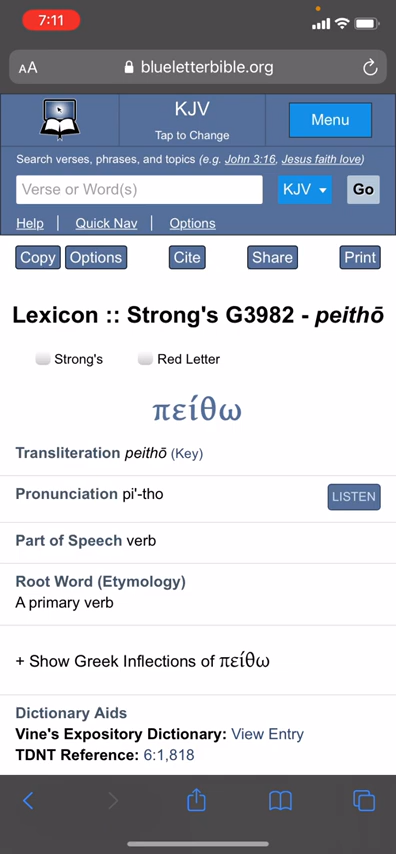 7:11
AA blueletterbible.org
KJV
Tap to Change
Menu
Search verses, phrases, and topics (e.g. John 3:16, Jesus faith love)
Verse or Word(s) KJV Go
Help | Quick Nav | Options
Copy Options Cite Share Print
Lexicon :: Strong's G3982 - peithō
Strong's Red Letter
πείθω
Transliteration peithō (Key)
Pronunciation pi'-tho LISTEN
Part of Speech verb
Root Word (Etymology)
A primary verb
+ Show Greek Inflections of πείθω
Dictionary Aids
Vine's Expository Dictionary: View Entry
TDNT Reference: 6:1,818